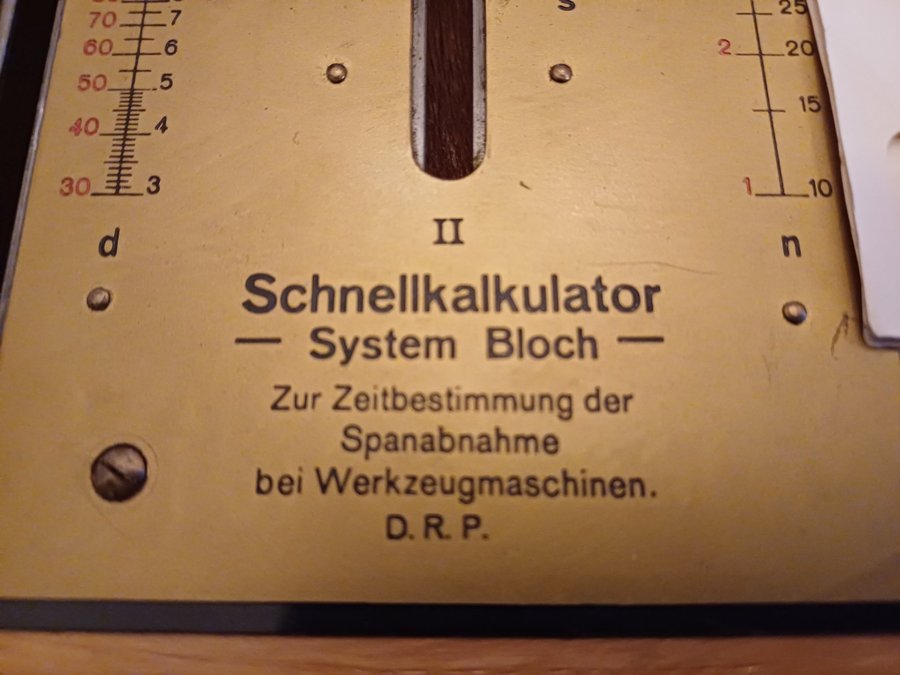 70 7
60 6
50 5
40 4
30 3
d
s
25
2 20
15
1 10
n
II
Schnellkalkulator
— System Bloch —
Zur Zeitbestimmung der
Spanabnahme
bei Werkzeugmaschinen.
D. R. P.